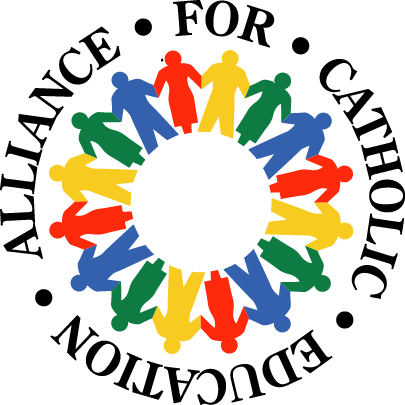 ALLIANCE • FOR • CATHOLIC • EDUCATION •